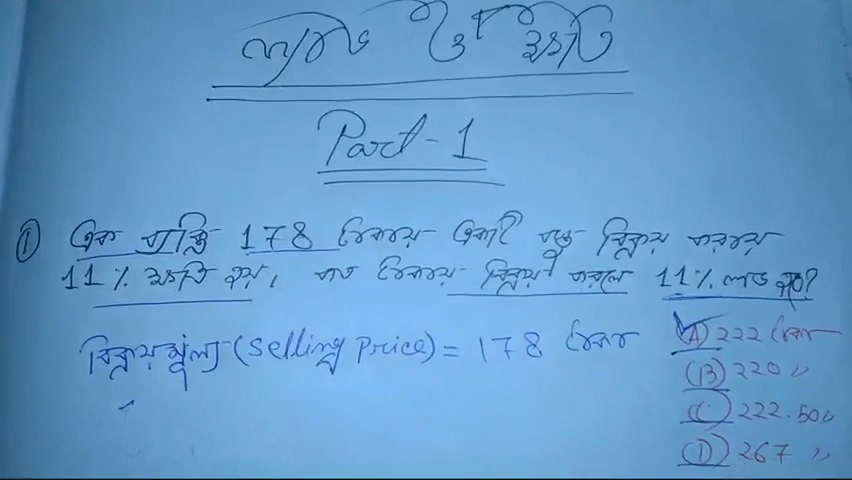 লাভ ও ক্ষতি
Part-1
① এক ব্যক্তি 178 টাকায় একটি বস্তু বিক্রয় করায়
11% ক্ষতি হয়, কত টাকায় বিক্রয় করলে 11% লাভ হবে?
বিক্রয়মূল্য (Selling Price) = 178 টাকা
(A) 222 টাকা
(B) 220 "
(C) 222.50 "
(D) 267 "